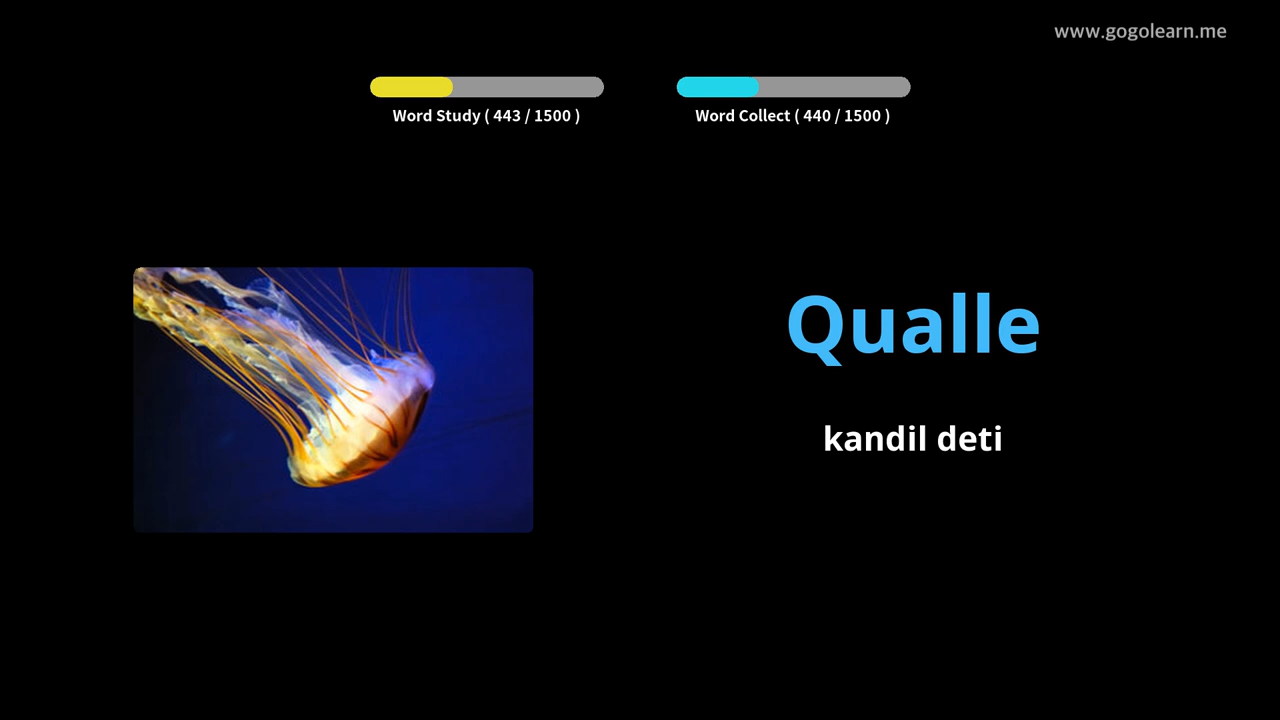 www.gogolearn.me
Word Study ( 443 / 1500 )
Word Collect ( 440 / 1500 )
Qualle
kandil deti